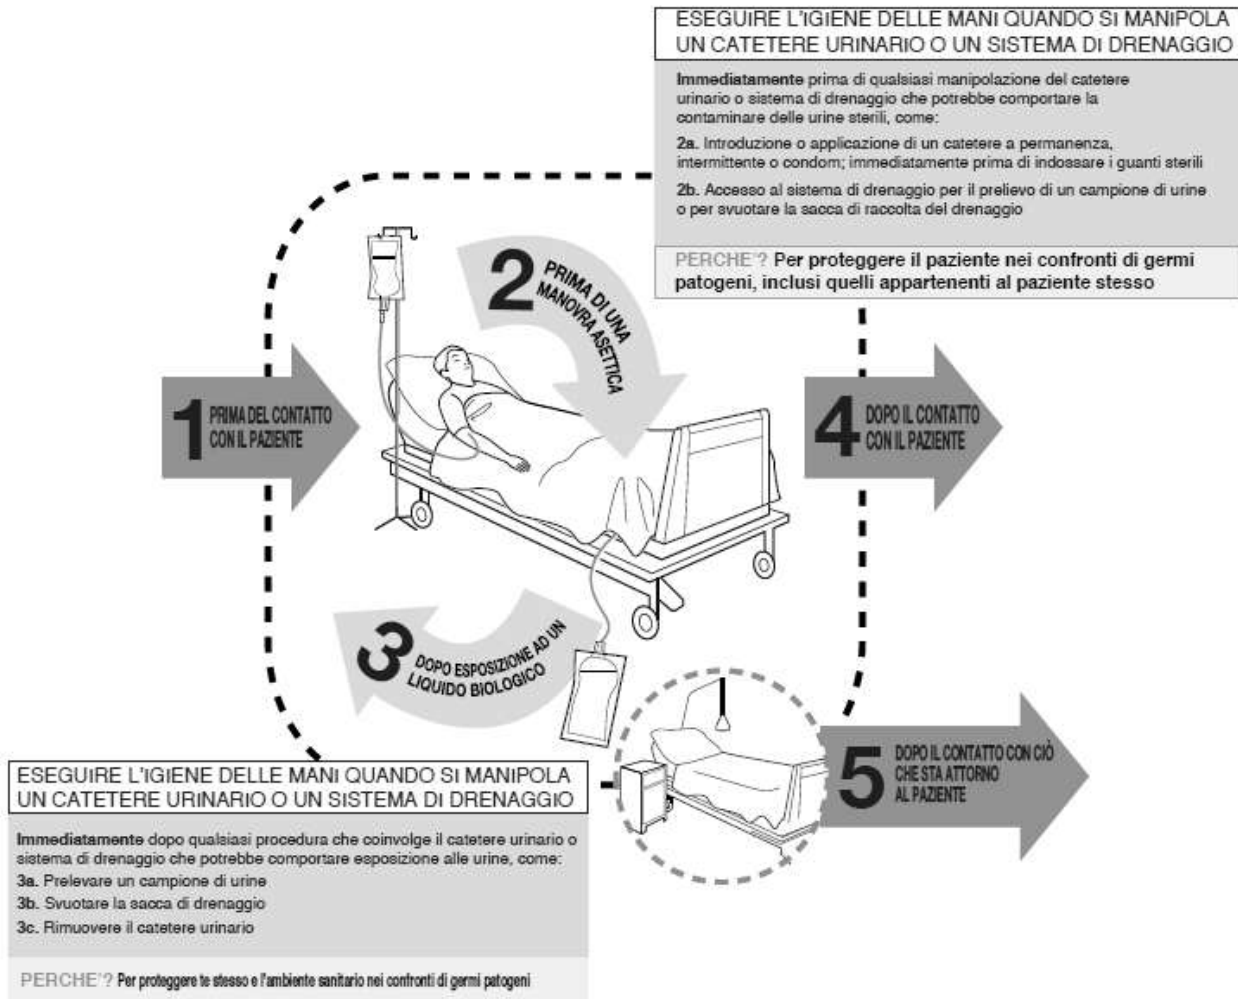 ESEGUIRE L'IGIENE DELLE MANI QUANDO SI MANIPOLA
UN CATETERE URINARIO O UN SISTEMA DI DRENAGGIO
Immediatamente prima di qualsiasi manipolazione del catetere
urinario o sistema di drenaggio che potrebbe comportare la
contaminare delle urine sterili, come:
2a. Introduzione o applicazione di un catetere a permanenza,
intermittente o condom; immediatamente prima di indossare i guanti sterili
2b. Accesso al sistema di drenaggio per il prelievo di un campione di urine
o per svuotare la sacca di raccolta del drenaggio
PERCHE'? Per proteggere il paziente nei confronti di germi
patogeni, inclusi quelli appartenenti al paziente stesso
1 PRIMA DEL CONTATTO
CON IL PAZIENTE
2 PRIMA DI UNA
MANOVRA ASETTICA
3 DOPO ESPOSIZIONE AD UN
LIQUIDO BIOLOGICO
4 DOPO IL CONTATTO
CON IL PAZIENTE
5 DOPO IL CONTATTO CON CIÒ
CHE STA ATTORNO
AL PAZIENTE
ESEGUIRE L'IGIENE DELLE MANI QUANDO SI MANIPOLA
UN CATETERE URINARIO O UN SISTEMA DI DRENAGGIO
Immediatamente dopo qualsiasi procedura che coinvolge il catetere urinario o
sistema di drenaggio che potrebbe comportare esposizione alle urine, come:
3a. Prelevare un campione di urine
3b. Svuotare la sacca di drenaggio
3c. Rimuovere il catetere urinario
PERCHE'? Per proteggere te stesso e l'ambiente sanitario nei confronti di germi patogeni